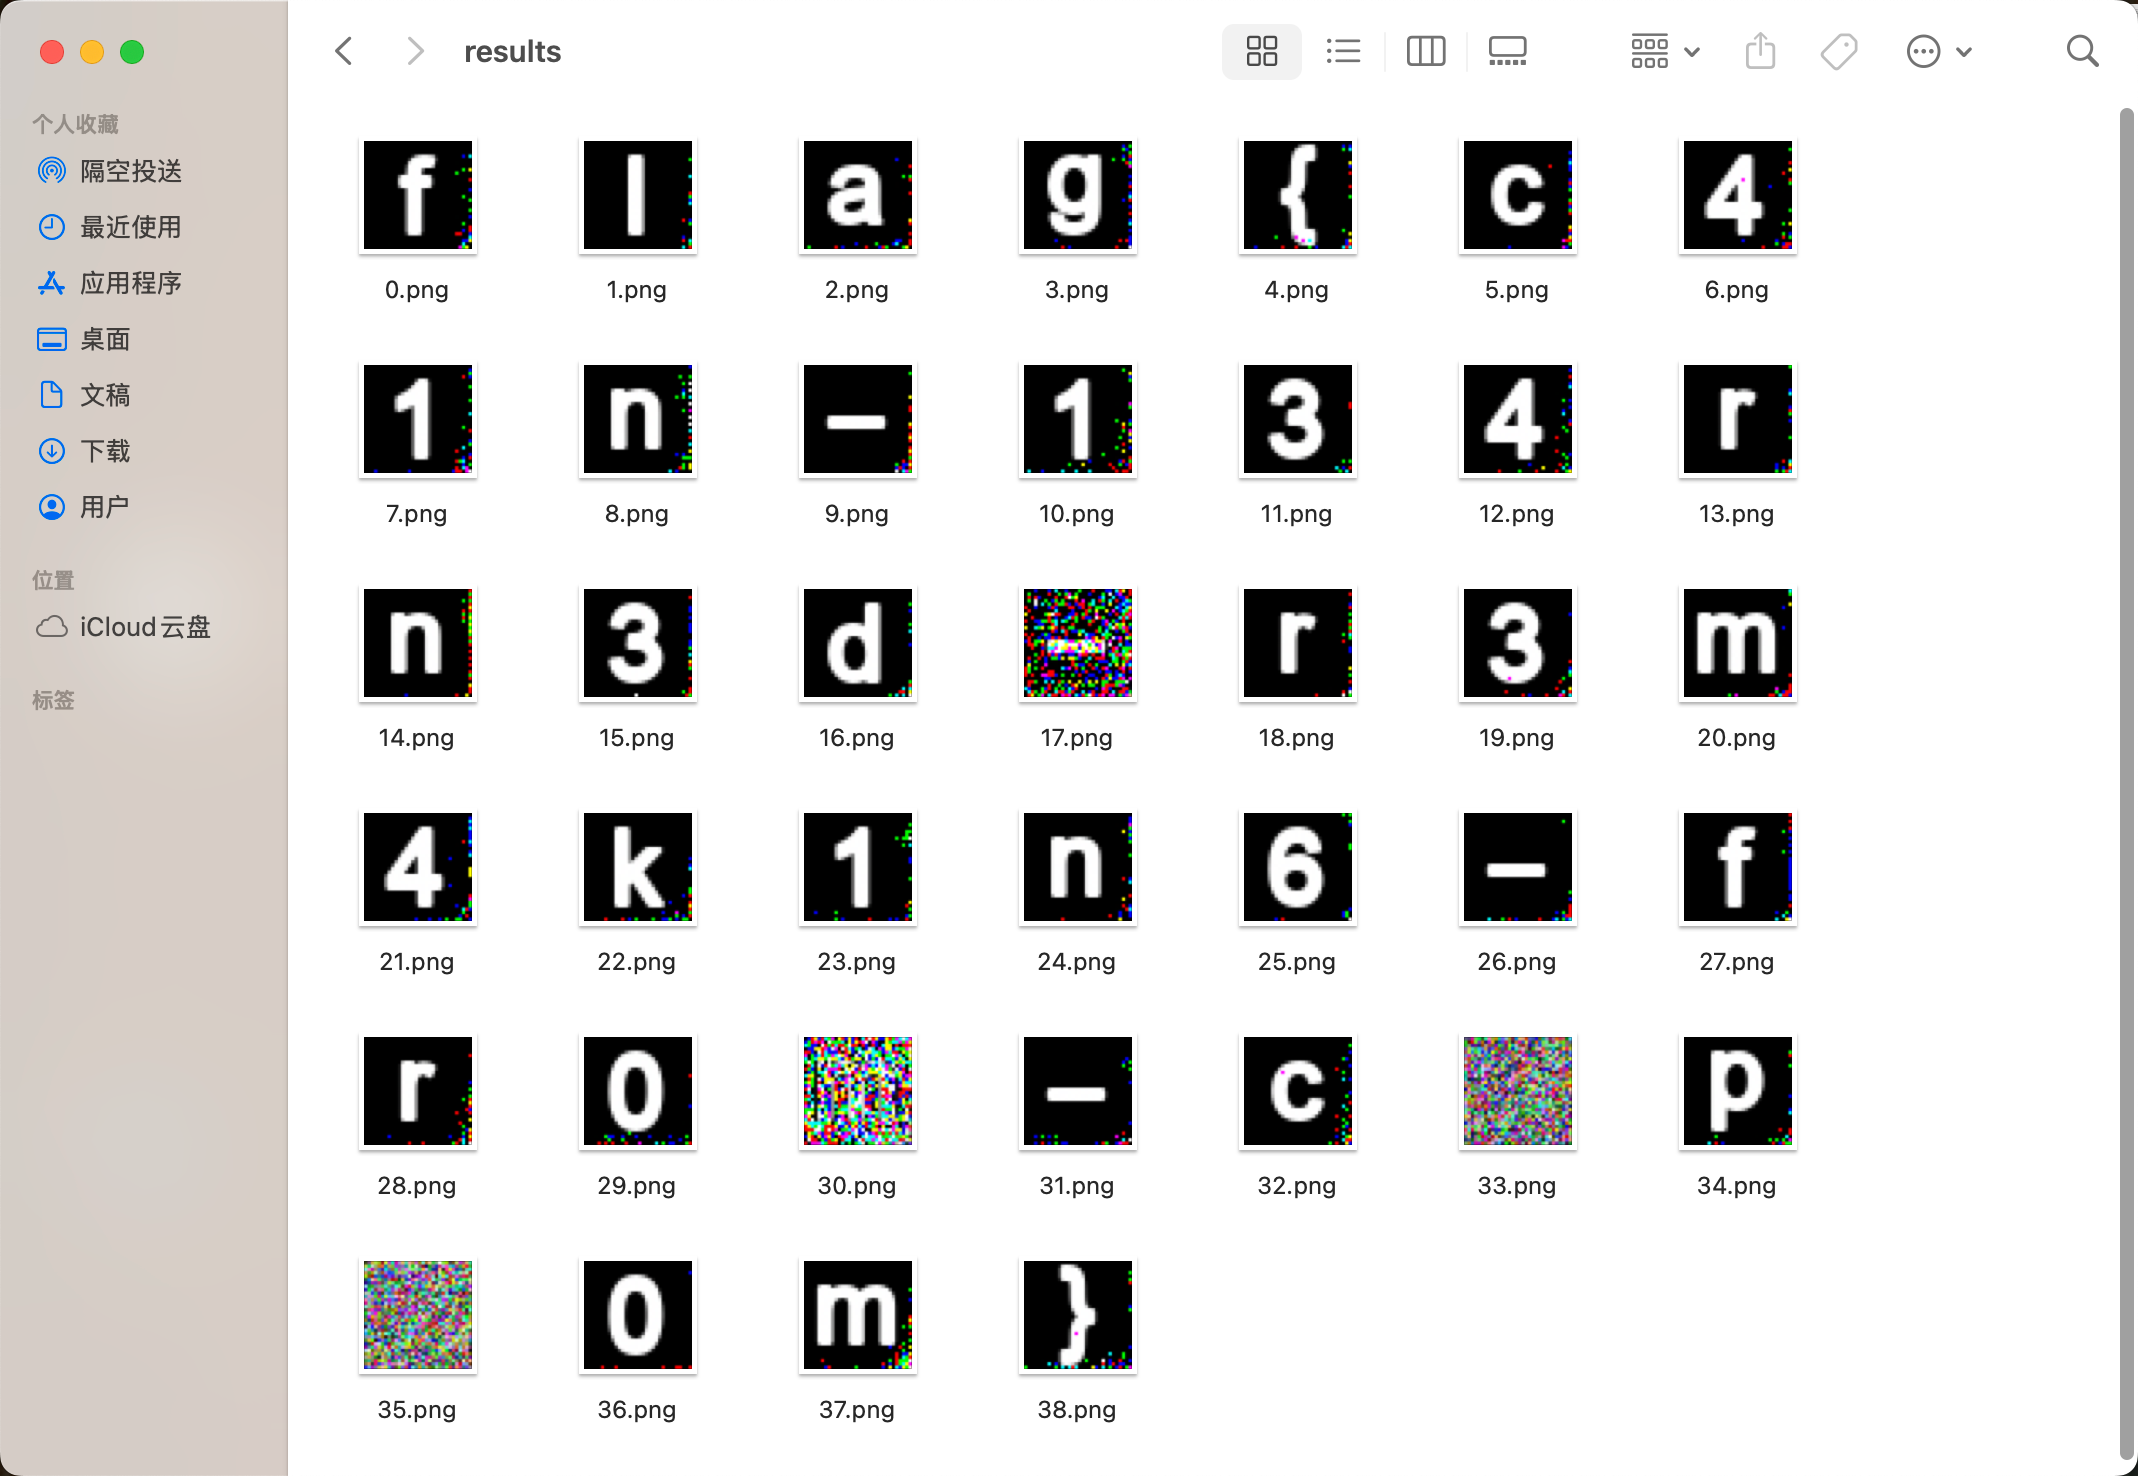 results
个人收藏
隔空投送
最近使用
应用程序
桌面
文稿
下载
用户
位置
iCloud云盘
标签
f l a g { c 4
0.png 1.png 2.png 3.png 4.png 5.png 6.png
1 n - 1 3 4 r
7.png 8.png 9.png 10.png 11.png 12.png 13.png
n 3 d - r 3 m
14.png 15.png 16.png 17.png 18.png 19.png 20.png
4 k 1 n 6 - f
21.png 22.png 23.png 24.png 25.png 26.png 27.png
r 0 - c p
28.png 29.png 30.png 31.png 32.png 33.png 34.png
0 m }
35.png 36.png 37.png 38.png